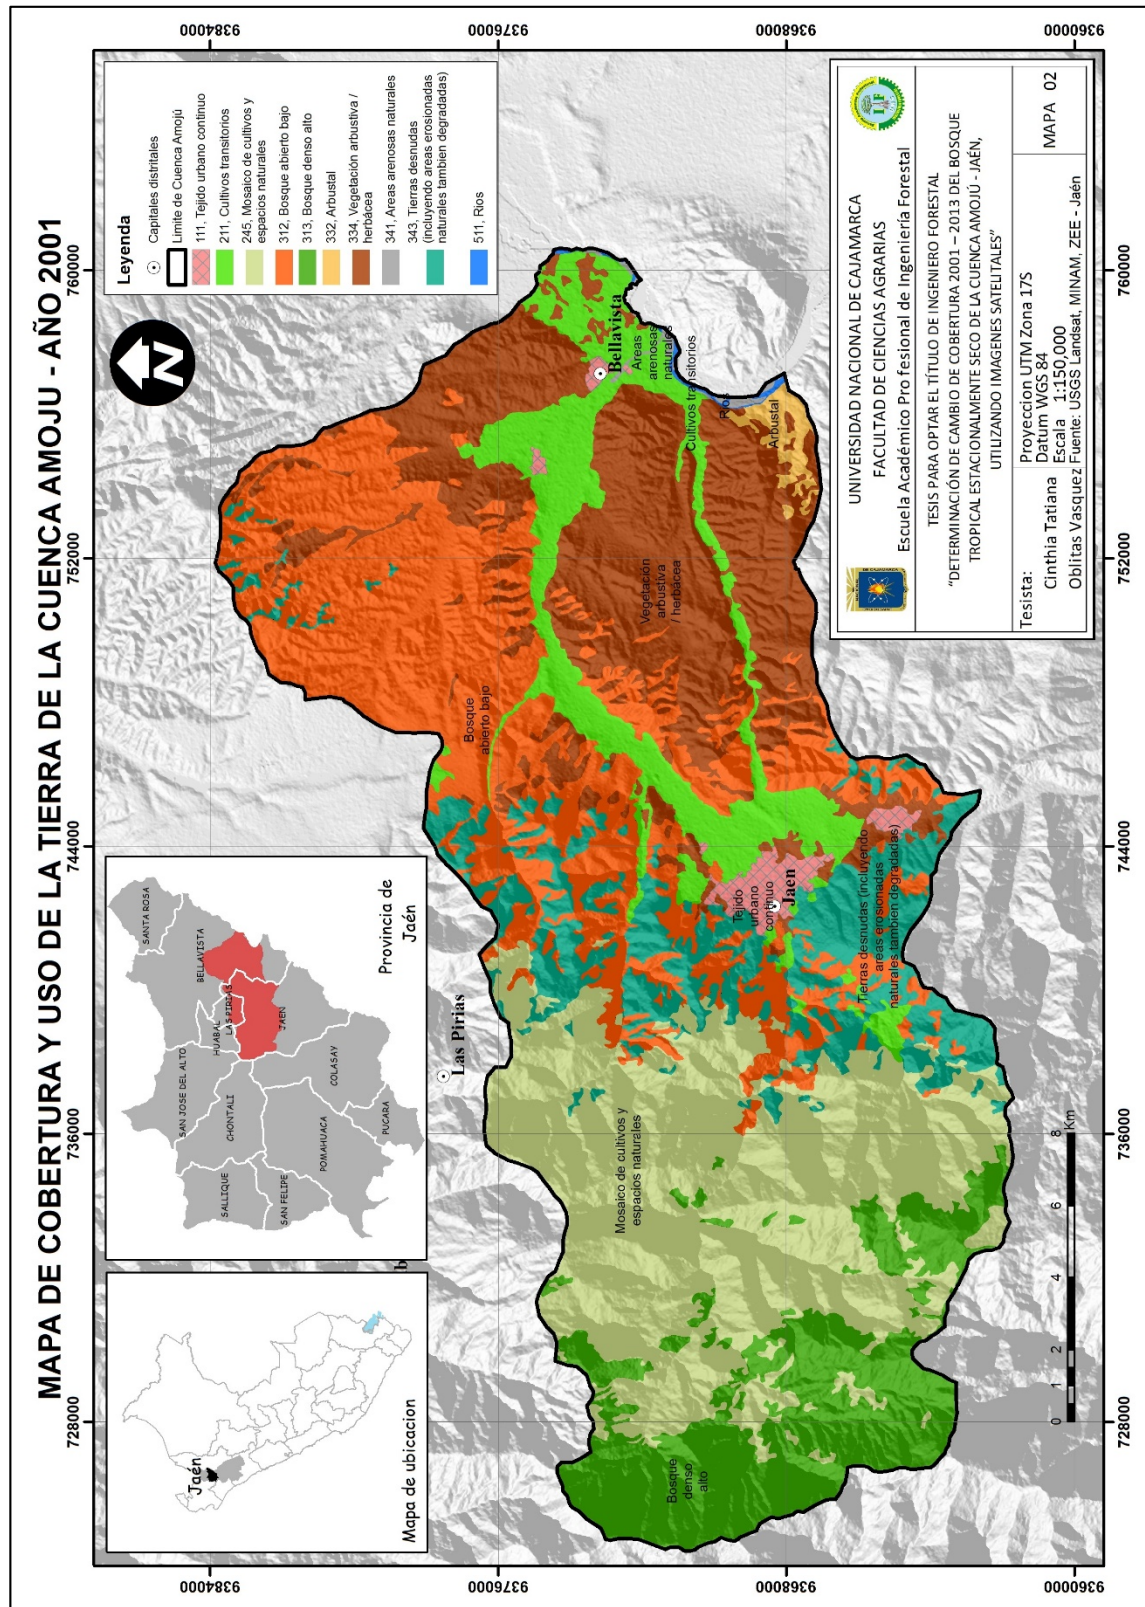 MAPA DE COBERTURA Y USO DE LA TIERRA DE LA CUENCA AMOJU - AÑO 2001
728000
736000
744000
752000
760000
9384000
9376000
9368000
9360000
Jaén
Mapa de ubicacion
SANTA ROSA
BELLAVISTA
HUABAL
LAS PIRIAS
JAEN
SAN JOSE DEL ALTO
CHONTALI
COLASAY
SALLIQUE
SAN FELIPE
POMAHUACA
PUCARA
Provincia de
Jaén
N
Leyenda
Capitales distritales
Limite de Cuenca Amojú
111, Tejido urbano continuo
211, Cultivos transitorios
245, Mosaico de cultivos y
espacios naturales
312, Bosque abierto bajo
313, Bosque denso alto
332, Arbustal
334, Vegetación arbustiva /
herbácea
341, Areas arenosas naturales
343, Tierras desnudas
(incluyendo areas erosionadas
naturales tambien degradadas)
511, Rios
b
Las Pirias
Bosque
abierto bajo
Bellavista
Areas
arenosas
naturales
Cultivos transitorios
Rios
Arbustal
Vegetación
arbustiva
/ herbácea
Mosaico de cultivos y
espacios naturales
Bosque
denso
alto
Tejido
urbano
continuo
Jaen
Tierras desnudas (incluyendo
areas erosionadas
naturales tambien degradadas)
0 1 2 4 6 8
Km
UNIVERSIDAD NACIONAL DE CAJAMARCA
FACULTAD DE CIENCIAS AGRARIAS
Escuela Académico Profesional de Ingeniería Forestal
TESIS PARA OPTAR EL TÍTULO DE INGENIERO FORESTAL
"DETERMINACIÓN DE CAMBIO DE COBERTURA 2001 – 2013 DEL BOSQUE
TROPICAL ESTACIONALMENTE SECO DE LA CUENCA AMOJÚ - JAÉN,
UTILIZANDO IMAGENES SATELITALES"
Tesista:
Cinthia Tatiana
Oblitas Vasquez
Proyeccion UTM Zona 17S
Datum WGS 84
Escala 1:150,000
Fuente: USGS Landsat, MINAM, ZEE - Jaén
MAPA 02
728000
736000
744000
752000
760000
9384000
9376000
9368000
9360000